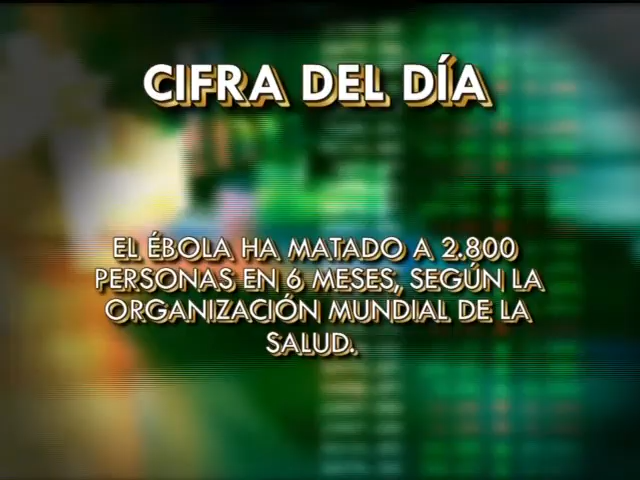 CIFRA DEL DÍA
EL ÉBOLA HA MATADO A 2.800
PERSONAS EN 6 MESES, SEGÚN LA
ORGANIZACIÓN MUNDIAL DE LA
SALUD.